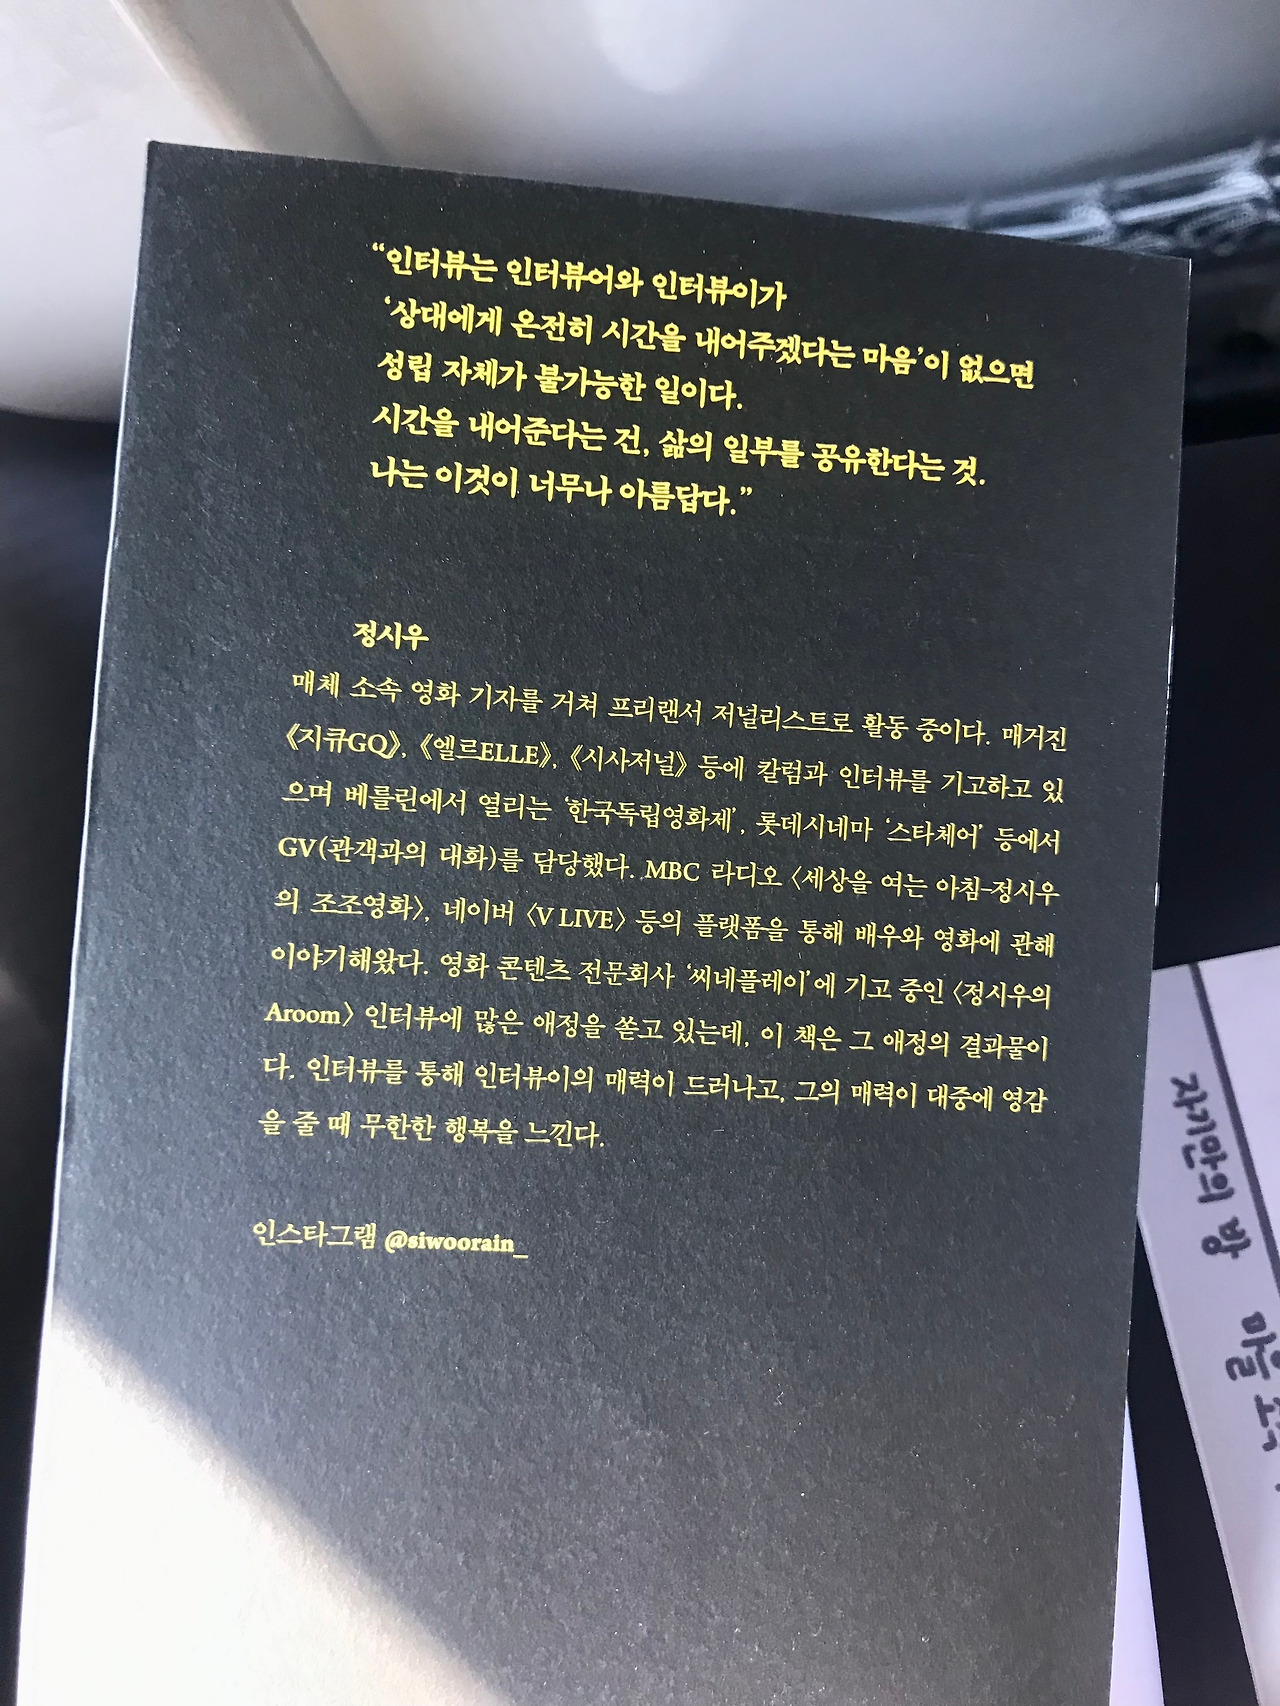 “인터뷰는 인터뷰어와 인터뷰이가
‘상대에게 온전히 시간을 내어주겠다는 마음’이 없으면
성립 자체가 불가능한 일이다.
시간을 내어준다는 건, 삶의 일부를 공유한다는 것.
나는 이것이 너무나 아름답다.”
정시우
매체 소속 영화 기자를 거쳐 프리랜서 저널리스트로 활동 중이다. 매거진
《지큐GQ》, 《엘르ELLE》, 《시사저널》 등에 칼럼과 인터뷰를 기고하고 있
으며 베를린에서 열리는 ‘한국독립영화제’, 롯데시네마 ‘스타체어’ 등에서
GV(관객과의 대화)를 담당했다. MBC 라디오 〈세상을 여는 아침-정시우
의 조조영화〉, 네이버 〈V LIVE〉 등의 플랫폼을 통해 배우와 영화에 관해
이야기해왔다. 영화 콘텐츠 전문회사 ‘씨네플레이’에 기고 중인 〈정시우의
Aroom〉 인터뷰에 많은 애정을 쏟고 있는데, 이 책은 그 애정의 결과물이
다. 인터뷰를 통해 인터뷰이의 매력이 드러나고, 그의 매력이 대중에 영감
을 줄 때 무한한 행복을 느낀다.
인스타그램 @siwoorain_
자기만의 방
마을